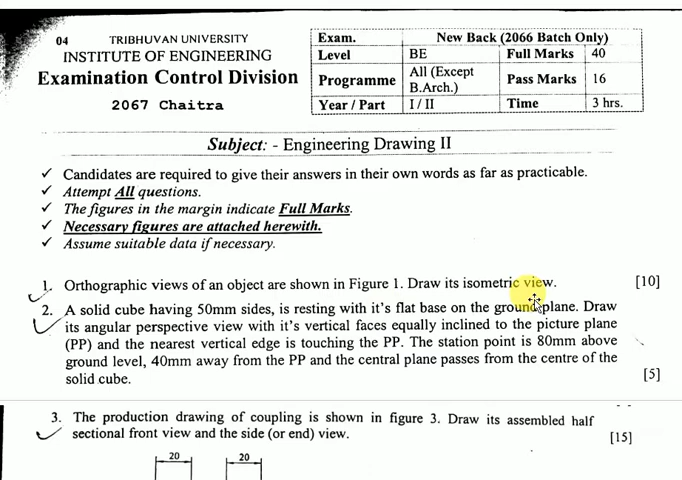 04 TRIBHUVAN UNIVERSITY
INSTITUTE OF ENGINEERING
Examination Control Division
2067 Chaitra
Exam. New Back (2066 Batch Only)
Level BE Full Marks 40
Programme All (Except B.Arch.) Pass Marks 16
Year / Part I / II Time 3 hrs.
Subject: - Engineering Drawing II
✓ Candidates are required to give their answers in their own words as far as practicable.
✓ Attempt All questions.
✓ The figures in the margin indicate Full Marks.
✓ Necessary figures are attached herewith.
✓ Assume suitable data if necessary.
1. Orthographic views of an object are shown in Figure 1. Draw its isometric view. [10]
2. A solid cube having 50mm sides, is resting with it's flat base on the ground plane. Draw
its angular perspective view with it's vertical faces equally inclined to the picture plane
(PP) and the nearest vertical edge is touching the PP. The station point is 80mm above
ground level, 40mm away from the PP and the central plane passes from the centre of the
solid cube. [5]
3. The production drawing of coupling is shown in figure 3. Draw its assembled half
sectional front view and the side (or end) view. [15]
20 20